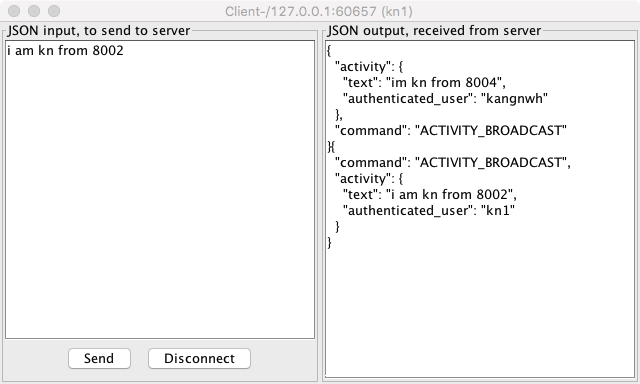 Client-/127.0.0.1:60657 (kn1)
JSON input, to send to server
i am kn from 8002
Send
Disconnect
JSON output, received from server
{
"activity": {
"text": "im kn from 8004",
"authenticated_user": "kangnwh"
},
"command": "ACTIVITY_BROADCAST"
}{
"command": "ACTIVITY_BROADCAST",
"activity": {
"text": "i am kn from 8002",
"authenticated_user": "kn1"
}
}